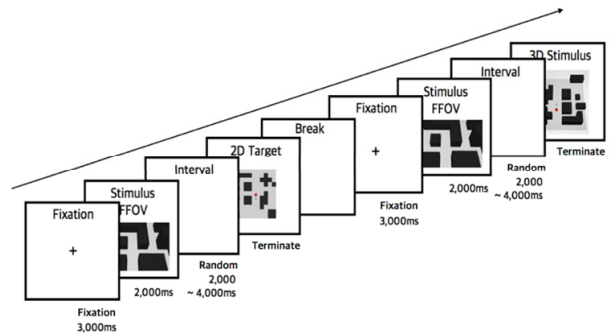 Fixation
+
Fixation
3,000ms
Stimulus
FFOV
2,000ms
Interval
Random
2,000
~ 4,000ms
2D Target
Terminate
Break
Fixation
+
Fixation
3,000ms
Stimulus
FFOV
2,000ms
Interval
Random
2,000
~ 4,000ms
3D Stimulus
Terminate